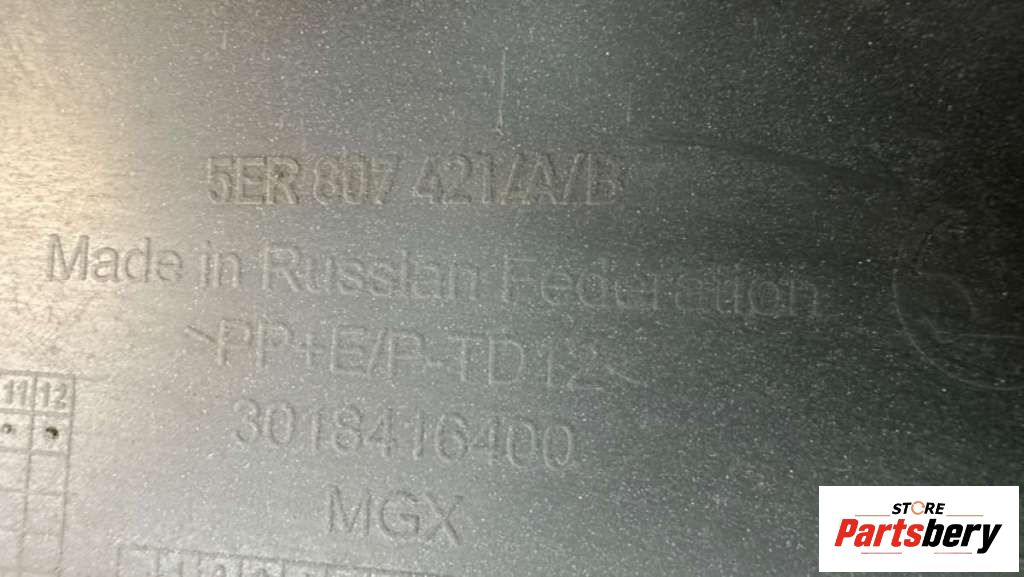 5ER 807 421/A/B
Made in Russian Federation
>PP+E/P-TD12<
11 12
3018416400
MGX
STORE
Partsbery